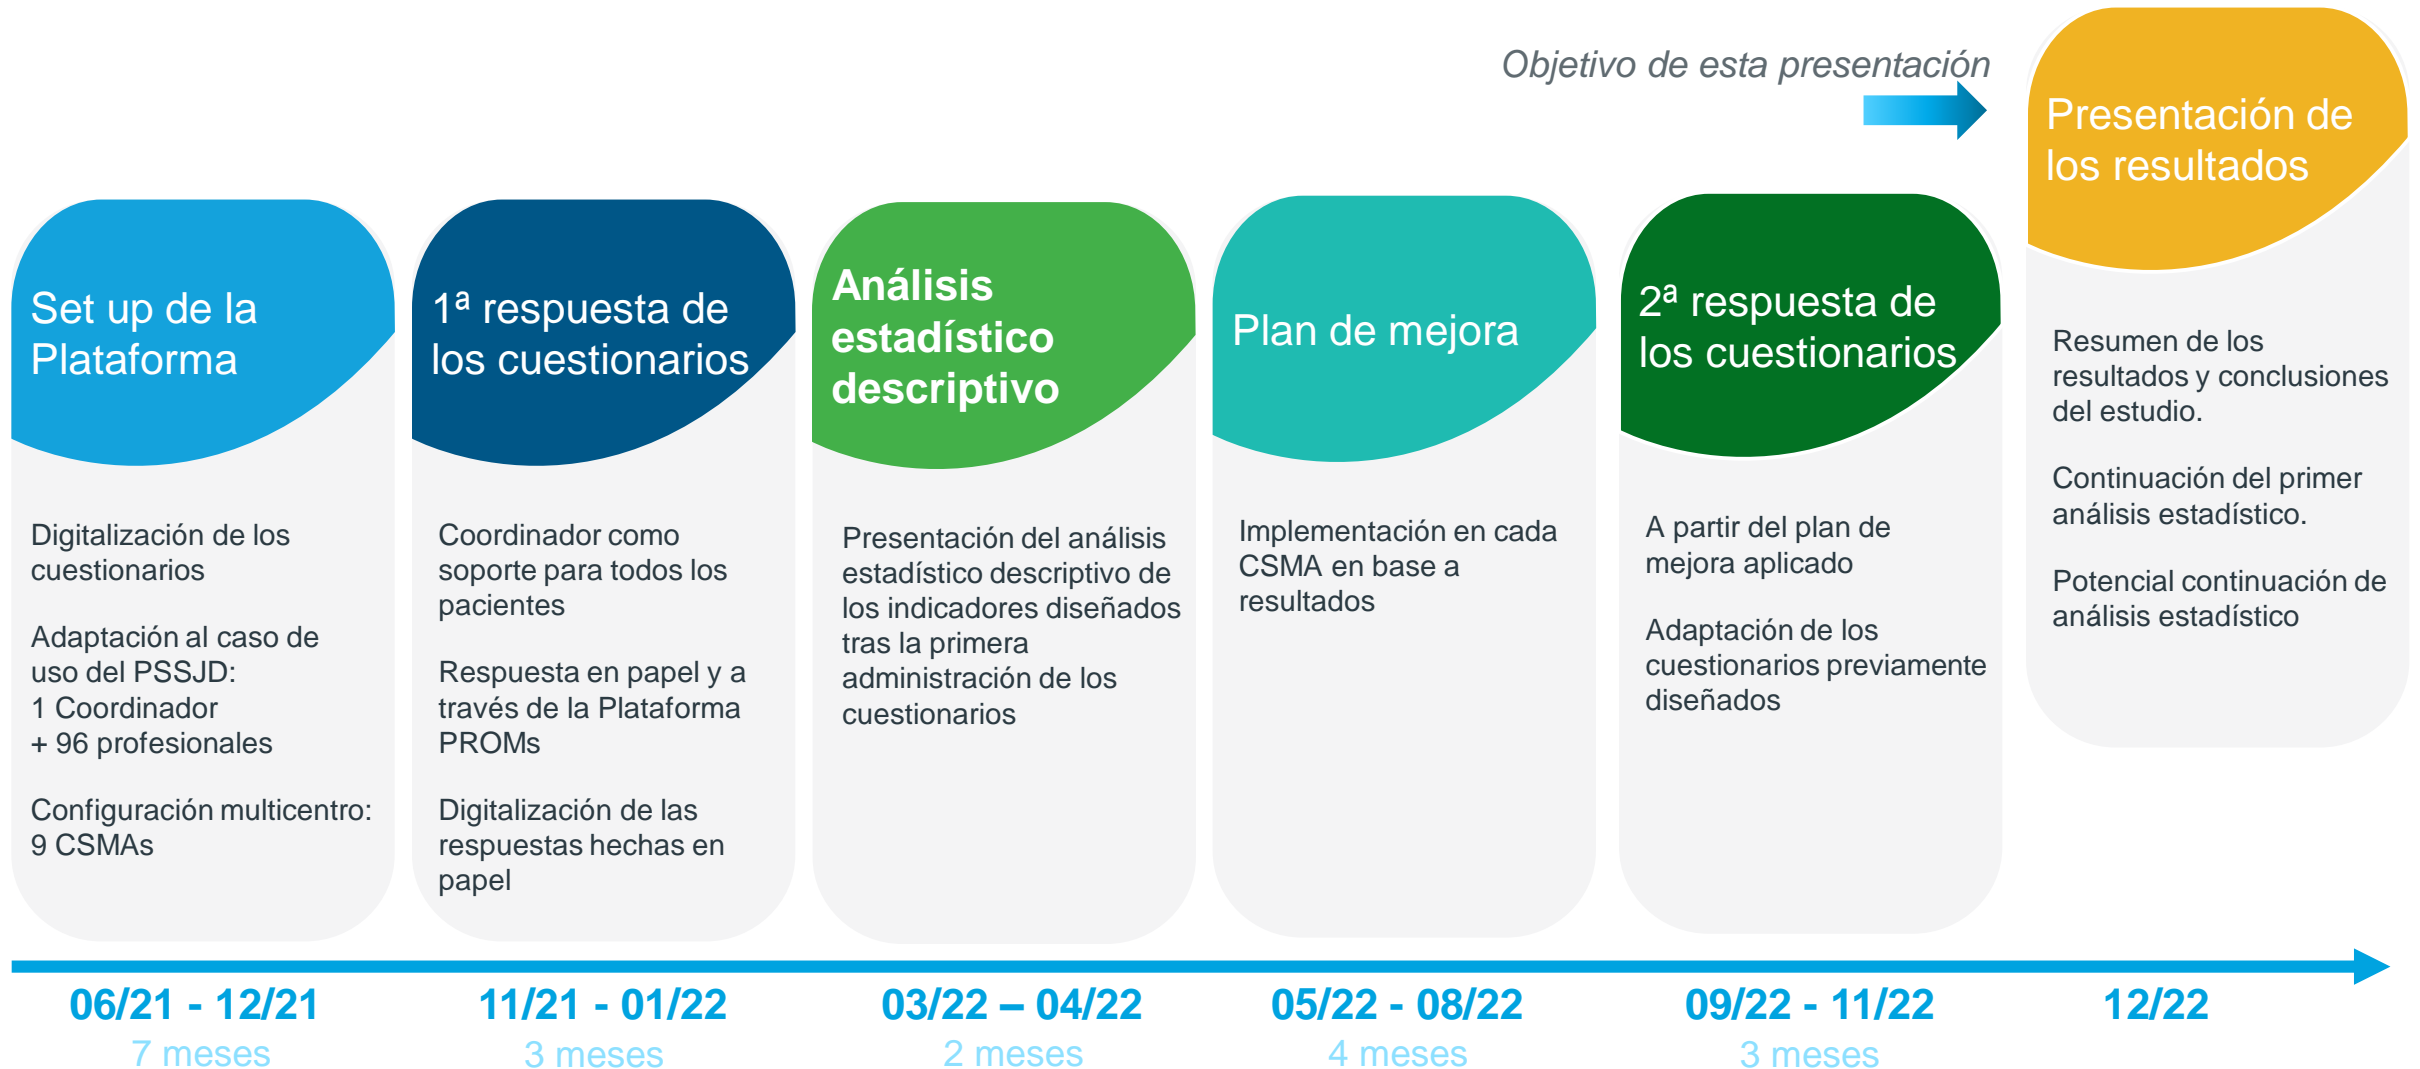 Objetivo de esta presentación
Set up de la
Plataforma
Digitalización de los
cuestionarios
Adaptación al caso de
uso del PSSJD:
1 Coordinador
+ 96 profesionales
Configuración multicentro:
9 CSMAs
1ª respuesta de
los cuestionarios
Coordinador como
soporte para todos los
pacientes
Respuesta en papel y a
través de la Plataforma
PROMs
Digitalización de las
respuestas hechas en
papel
Análisis
estadístico
descriptivo
Presentación del análisis
estadístico descriptivo de
los indicadores diseñados
tras la primera
administración de los
cuestionarios
Plan de mejora
Implementación en cada
CSMA en base a
resultados
2ª respuesta de
los cuestionarios
A partir del plan de
mejora aplicado
Adaptación de los
cuestionarios previamente
diseñados
Presentación de
los resultados
Resumen de los
resultados y conclusiones
del estudio.
Continuación del primer
análisis estadístico.
Potencial continuación de
análisis estadístico
06/21 - 12/21
7 meses
11/21 - 01/22
3 meses
03/22 – 04/22
2 meses
05/22 - 08/22
4 meses
09/22 - 11/22
3 meses
12/22